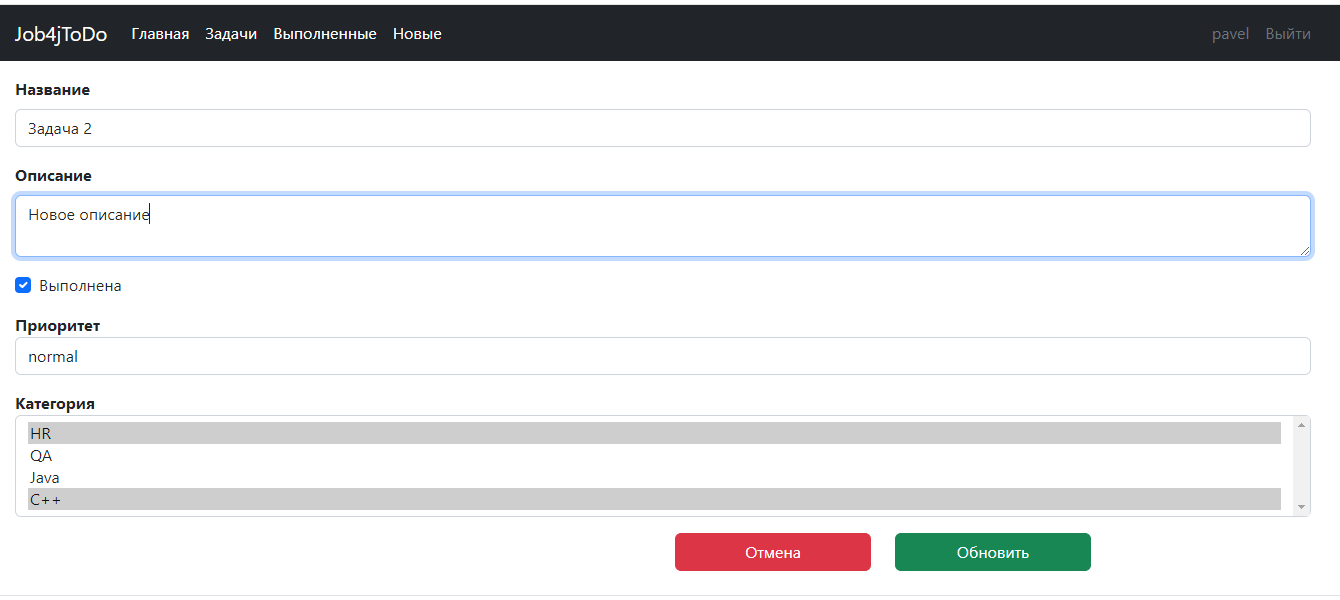 Job4jToDo Главная Задачи Выполненные Новые pavel Выйти
Название
Задача 2
Описание
Новое описание
Выполнена
Приоритет
normal
Категория
HR
QA
Java
C++
Отмена Обновить